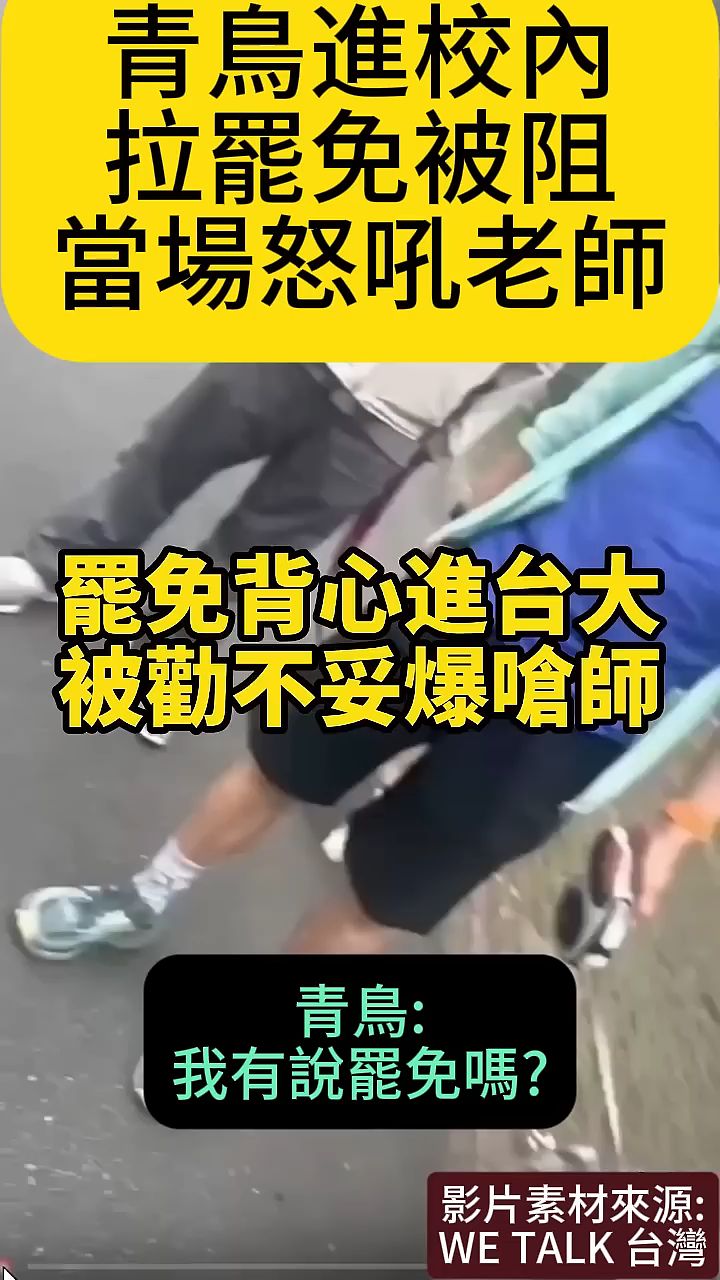 青鳥進校內
拉罷免被阻
當場怒吼老師
罷免背心進台大
被勸不妥爆嗆師
青鳥:
我有說罷免嗎?
影片素材來源:
WE TALK 台灣